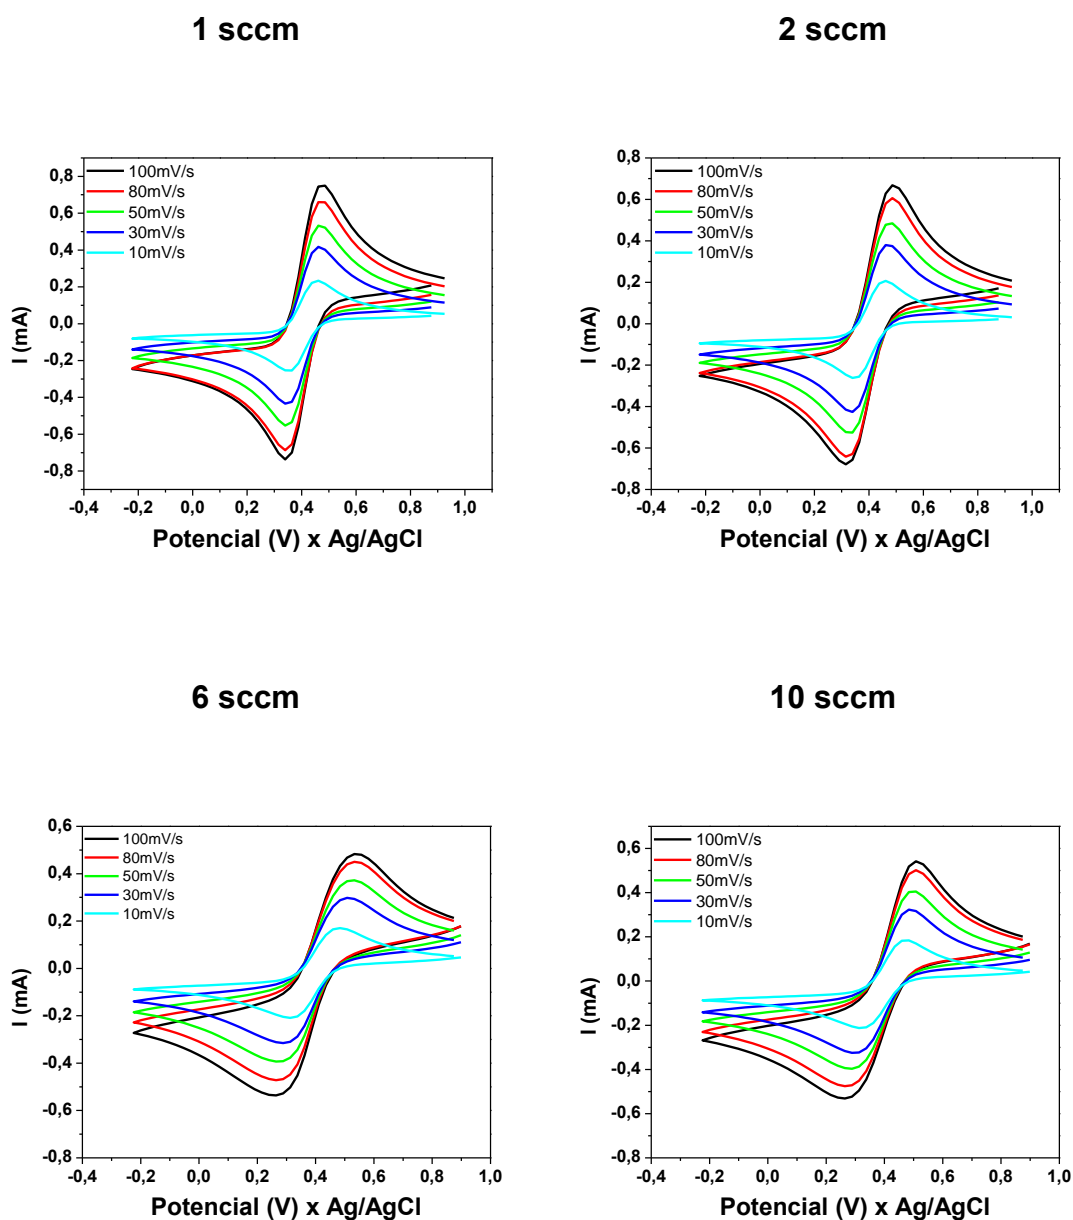 1 sccm
0,8
0,6
0,4
0,2
0,0
-0,2
-0,4
-0,6
-0,8
I (mA)
100mV/s
80mV/s
50mV/s
30mV/s
10mV/s
-0,4 -0,2 0,0 0,2 0,4 0,6 0,8 1,0
Potencial (V) x Ag/AgCl
2 sccm
0,8
0,6
0,4
0,2
0,0
-0,2
-0,4
-0,6
-0,8
I (mA)
100mV/s
80mV/s
50mV/s
30mV/s
10mV/s
-0,4 -0,2 0,0 0,2 0,4 0,6 0,8 1,0
Potencial (V) x Ag/AgCl
6 sccm
0,6
0,4
0,2
0,0
-0,2
-0,4
-0,6
-0,8
I (mA)
100mV/s
80mV/s
50mV/s
30mV/s
10mV/s
-0,4 -0,2 0,0 0,2 0,4 0,6 0,8 1,0
Potencial (V) x Ag/AgCl
10 sccm
0,6
0,4
0,2
0,0
-0,2
-0,4
-0,6
-0,8
I (mA)
100mV/s
80mV/s
50mV/s
30mV/s
10mV/s
-0,4 -0,2 0,0 0,2 0,4 0,6 0,8 1,0
Potencial (V) x Ag/AgCl